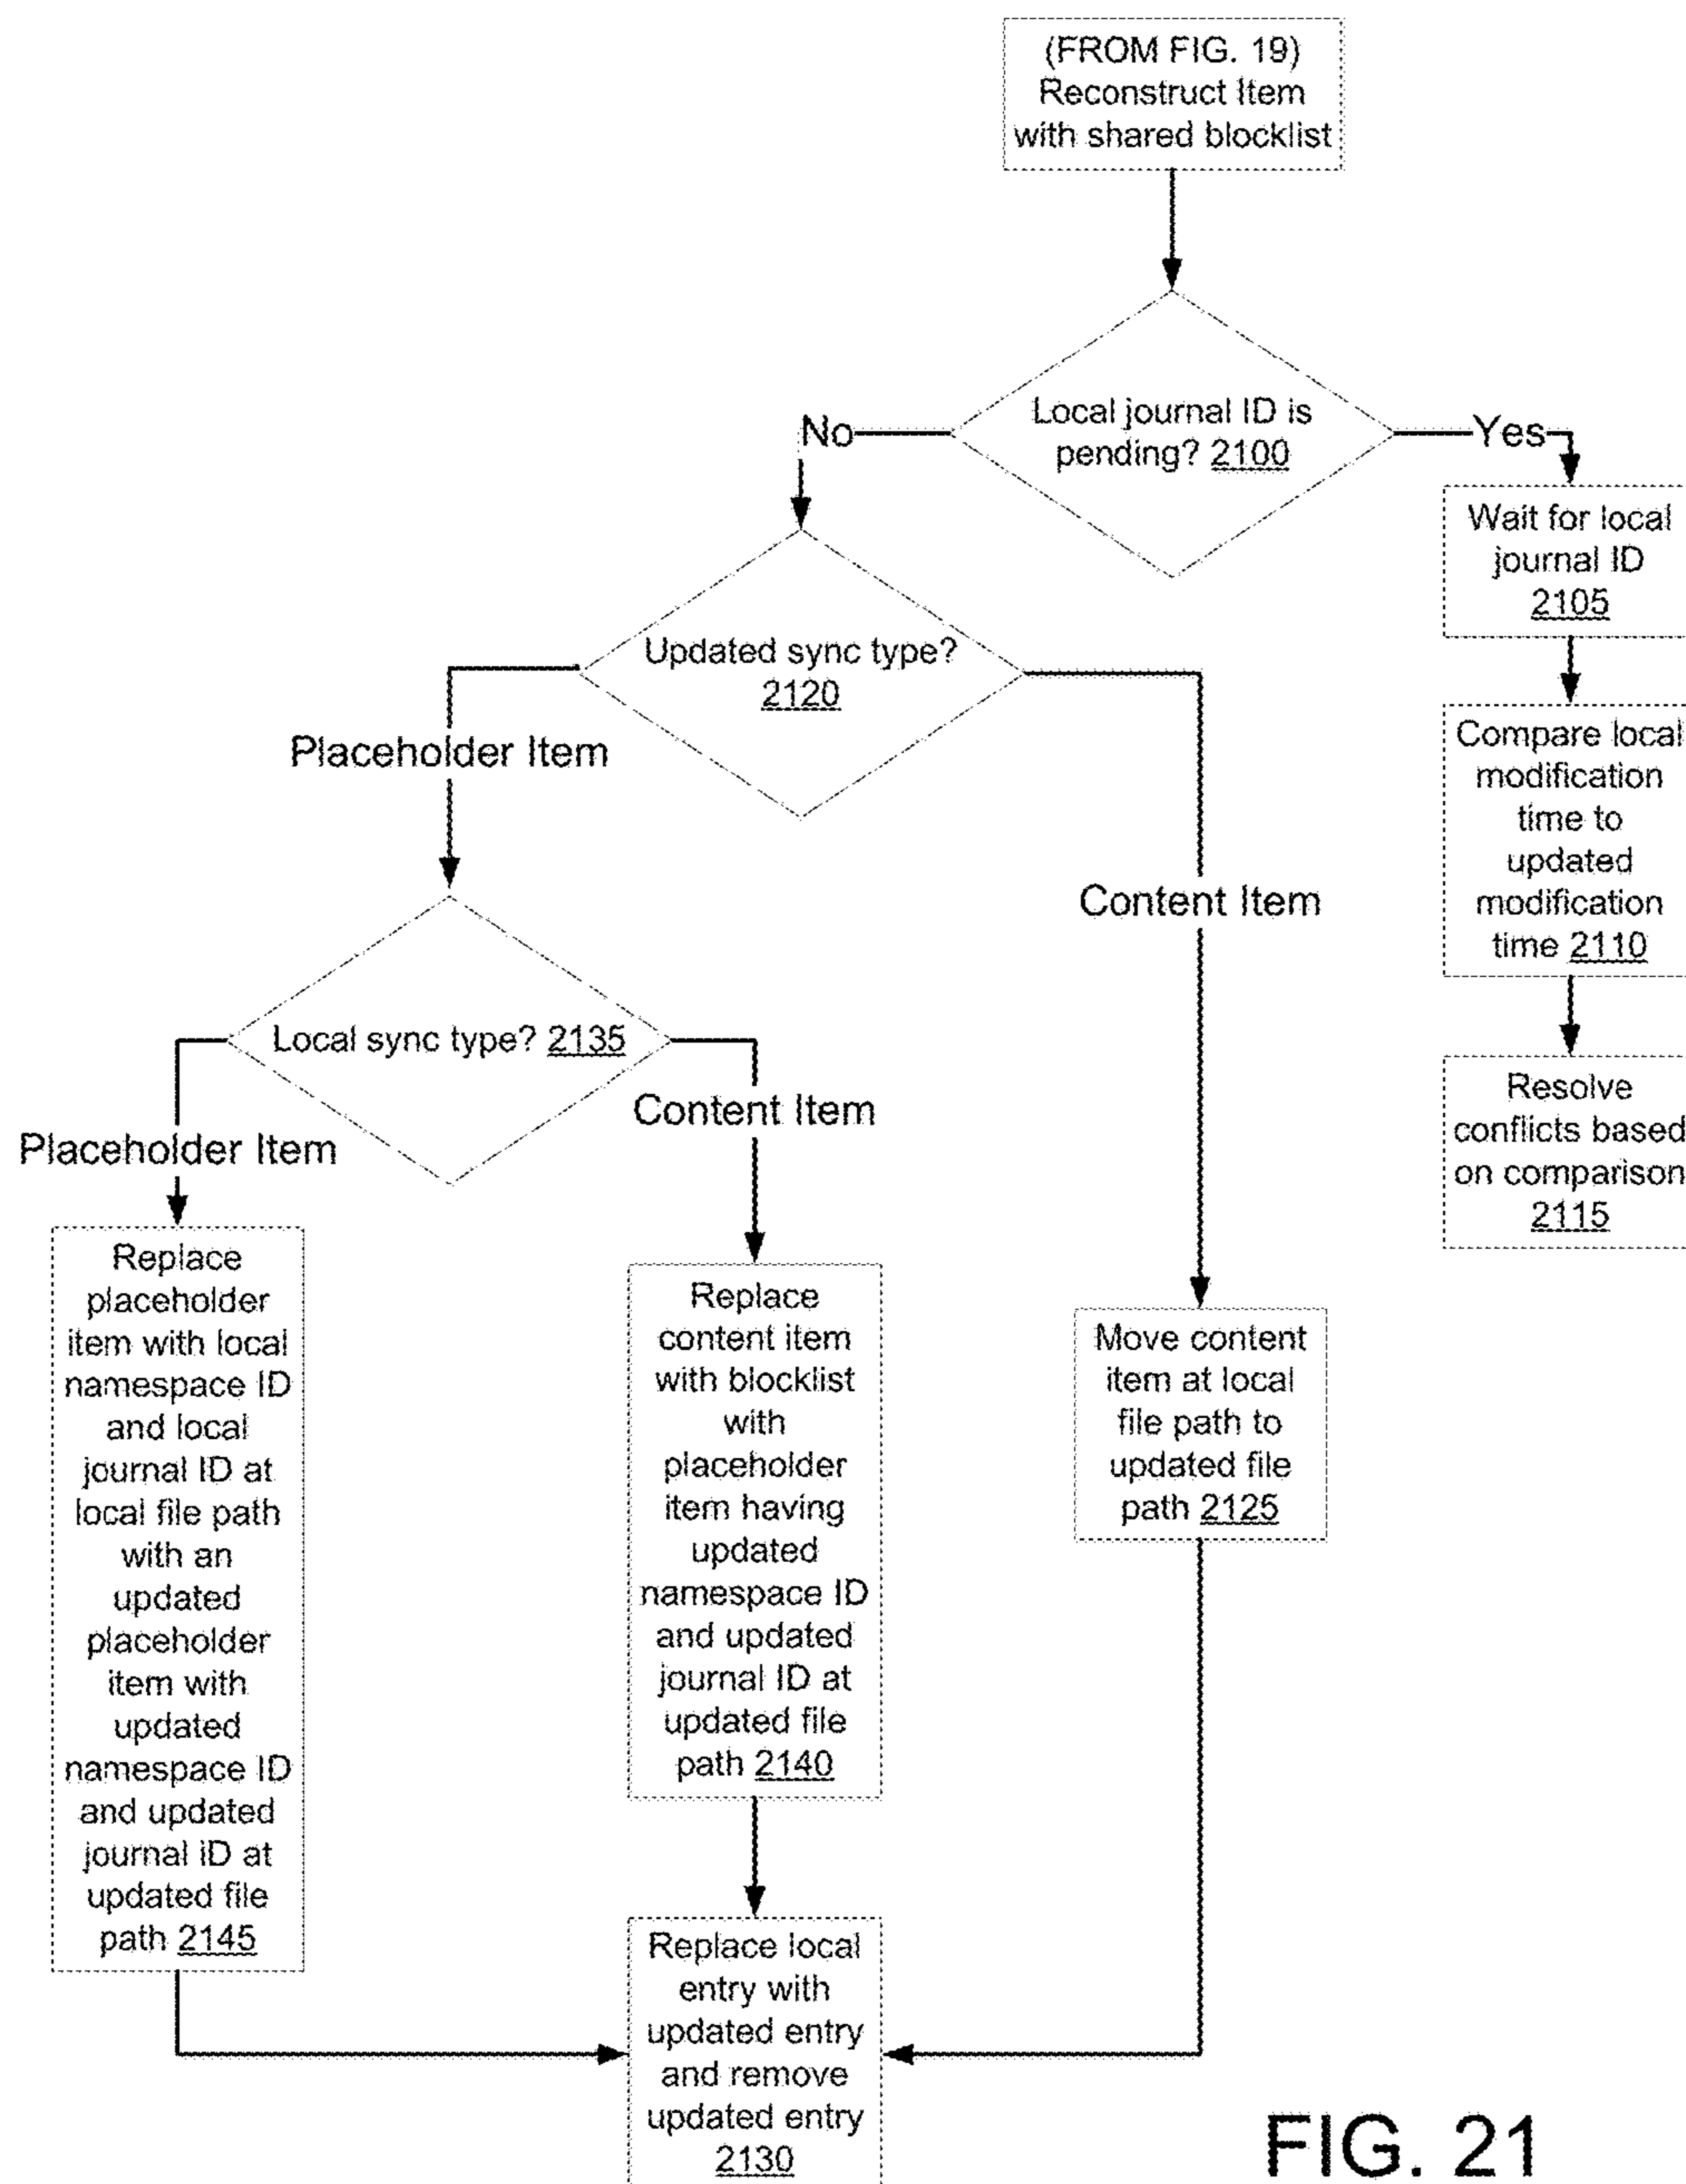 (FROM FIG. 19)
Reconstruct Item
with shared blocklist
Local journal ID is
pending? 2100
No
Yes
Wait for local
journal ID
2105
Updated sync type?
2120
Compare local
modification
time to
updated
modification
time 2110
Placeholder Item
Content Item
Local sync type? 2135
Resolve
conflicts based
on comparison
2115
Placeholder Item
Content Item
Replace
placeholder
item with local
namespace ID
and local
journal ID at
local file path
with an
updated
placeholder
item with
updated
namespace ID
and updated
journal ID at
updated file
path 2145
Replace
content item
with blocklist
with
placeholder
item having
updated
namespace ID
and updated
journal ID at
updated file
path 2140
Move content
item at local
file path to
updated file
path 2125
Replace local
entry with
updated entry
and remove
updated entry
2130
FIG. 21